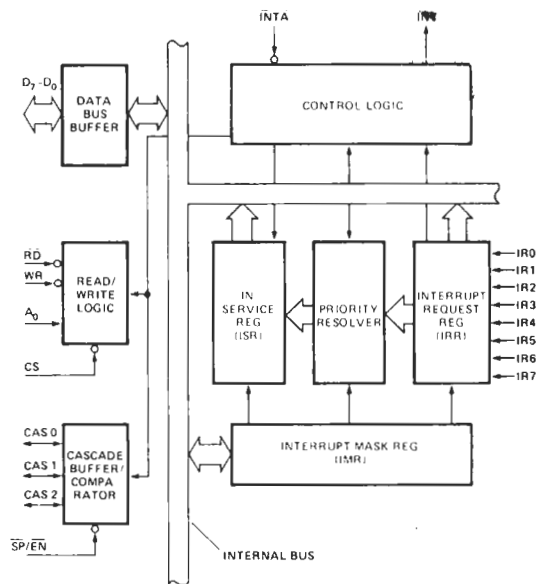 INTA
INT
D7-D0
DATA
BUS
BUFFER
CONTROL LOGIC
RD
WR
A0
CS
READ/
WRITE
LOGIC
IN
SERVICE
REG
(ISR)
PRIORITY
RESOLVER
INTERRUPT
REQUEST
REG
(IRR)
IR0
IR1
IR2
IR3
IR4
IR5
IR6
IR7
CAS 0
CAS 1
CAS 2
CASCADE
BUFFER/
COMPA
RATOR
SP/EN
INTERRUPT MASK REG
(IMR)
INTERNAL BUS